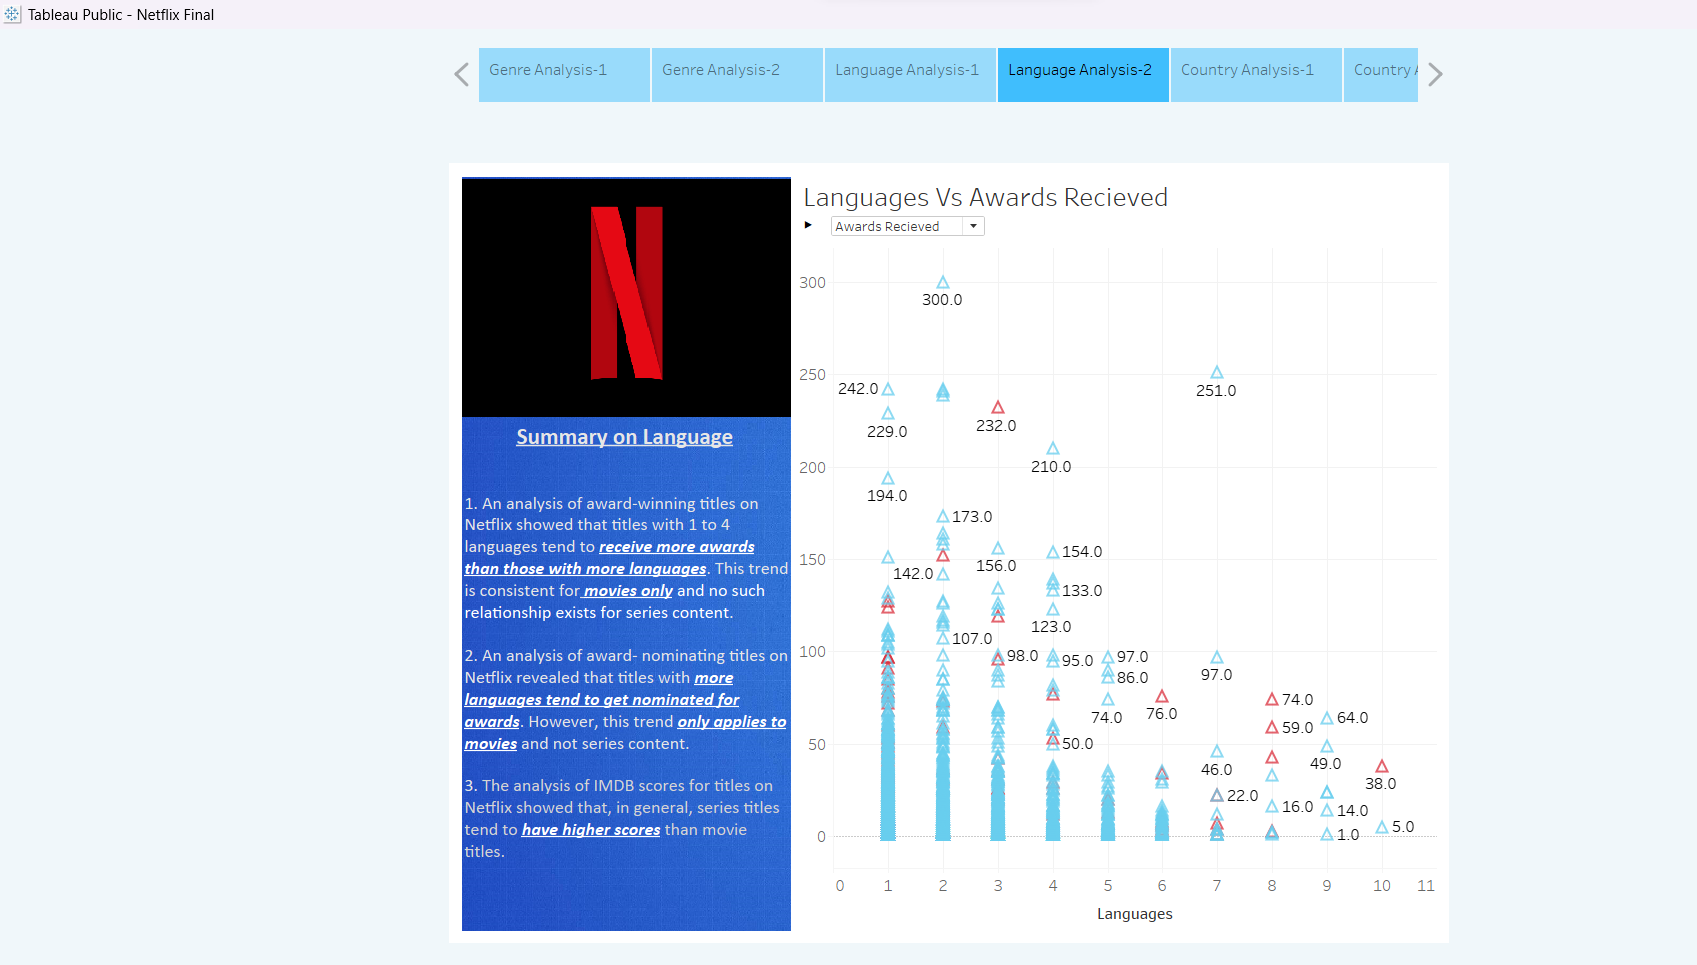 Tableau Public - Netflix Final
Genre Analysis-1
Genre Analysis-2
Language Analysis-1
Language Analysis-2
Country Analysis-1
Country A
Summary on Language
1. An analysis of award-winning titles on
Netflix showed that titles with 1 to 4
languages tend to receive more awards
than those with more languages. This trend
is consistent for movies only and no such
relationship exists for series content.
2. An analysis of award- nominating titles on
Netflix revealed that titles with more
languages tend to get nominated for
awards. However, this trend only applies to
movies and not series content.
3. The analysis of IMDB scores for titles on
Netflix showed that, in general, series titles
tend to have higher scores than movie
titles.
Languages Vs Awards Recieved
Awards Recieved
300
250
200
150
100
50
0
300.0
251.0
242.0
232.0
229.0
210.0
194.0
173.0
154.0
156.0
142.0
133.0
123.0
107.0
98.0
95.0
97.0
86.0
97.0
74.0
76.0
74.0
64.0
59.0
50.0
46.0
49.0
38.0
22.0
16.0
14.0
5.0
1.0
0 1 2 3 4 5 6 7 8 9 10 11
Languages